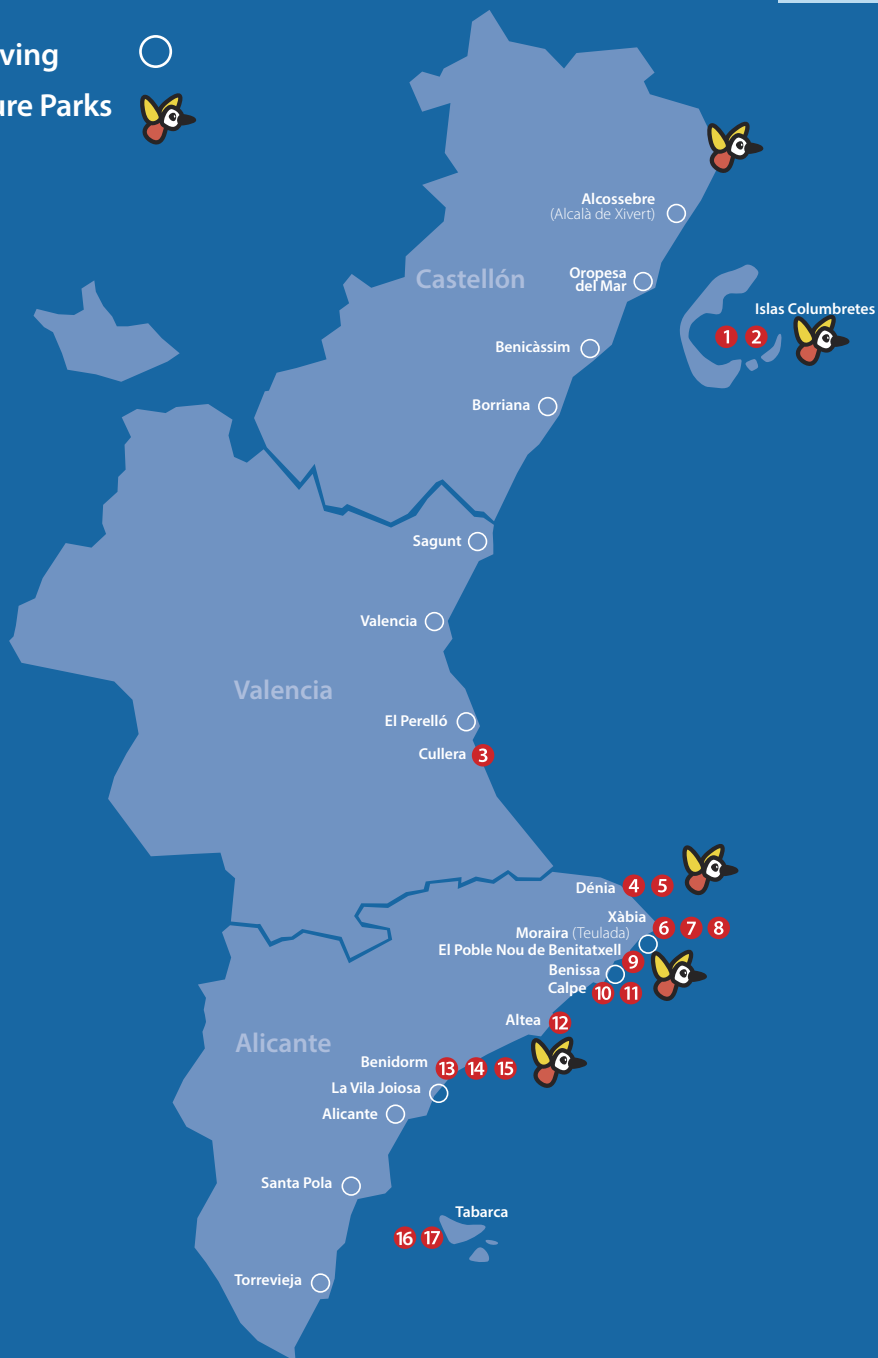 ving
ure Parks
Alcossebre
(Alcalà de Xivert)
Castellón
Oropesa
del Mar
Islas Columbretes
1 2
Benicàssim
Borriana
Sagunt
Valencia
Valencia
El Perelló
Cullera 3
Dénia 4 5
Xàbia
6 7 8
Moraira (Teulada)
El Poble Nou de Benitatxell
9
Benissa
Calpe 10 11
Altea 12
Alicante
Benidorm 13 14 15
La Vila Joiosa
Alicante
Santa Pola
Tabarca
16 17
Torrevieja